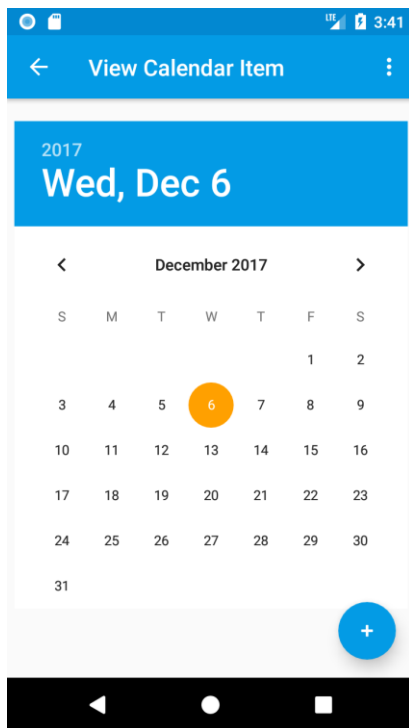 LTE 3:41
View Calendar Item
2017
Wed, Dec 6
December 2017
S M T W T F S
1 2
3 4 5 6 7 8 9
10 11 12 13 14 15 16
17 18 19 20 21 22 23
24 25 26 27 28 29 30
31
+